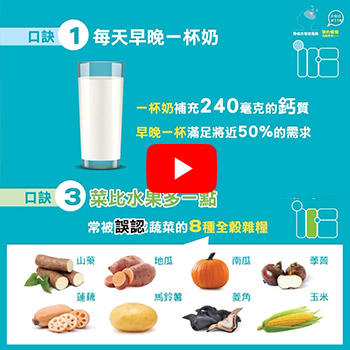 口訣 1 每天早晚一杯奶
一杯奶補充240毫克的鈣質
早晚一杯滿足將近50%的需求
口訣 3 菜比水果多一點
常被誤認蔬菜的8種全穀雜糧
山藥 地瓜 南瓜 荸薺
蓮藕 馬鈴薯 菱角 玉米